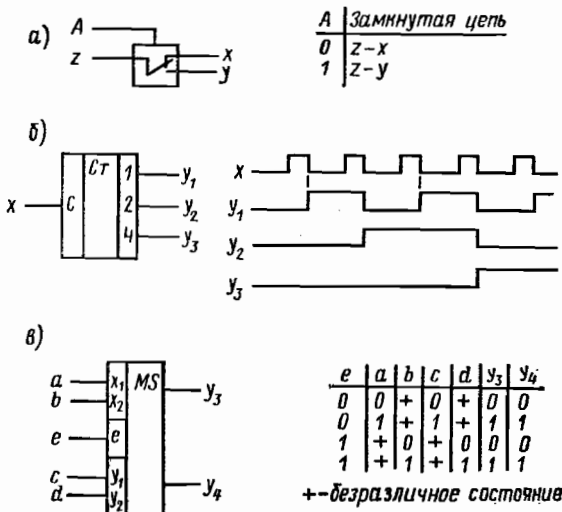 а)
A
z
x
y
A Замкнутая цепь
0 z-x
1 z-y
б)
x
C
Ст
1
2
4
y₁
y₂
y₃
x
y₁
y₂
y₃
в)
a
b
e
c
d
x₁
x₂
e
y₁
y₂
MS
y₃
y₄
e a b c d y₃ y₄
0 0 + 0 + 0 0
0 1 + 1 + 1 1
1 + 0 + 0 0 0
1 + 1 + 1 1 1
+-безразличное состояние